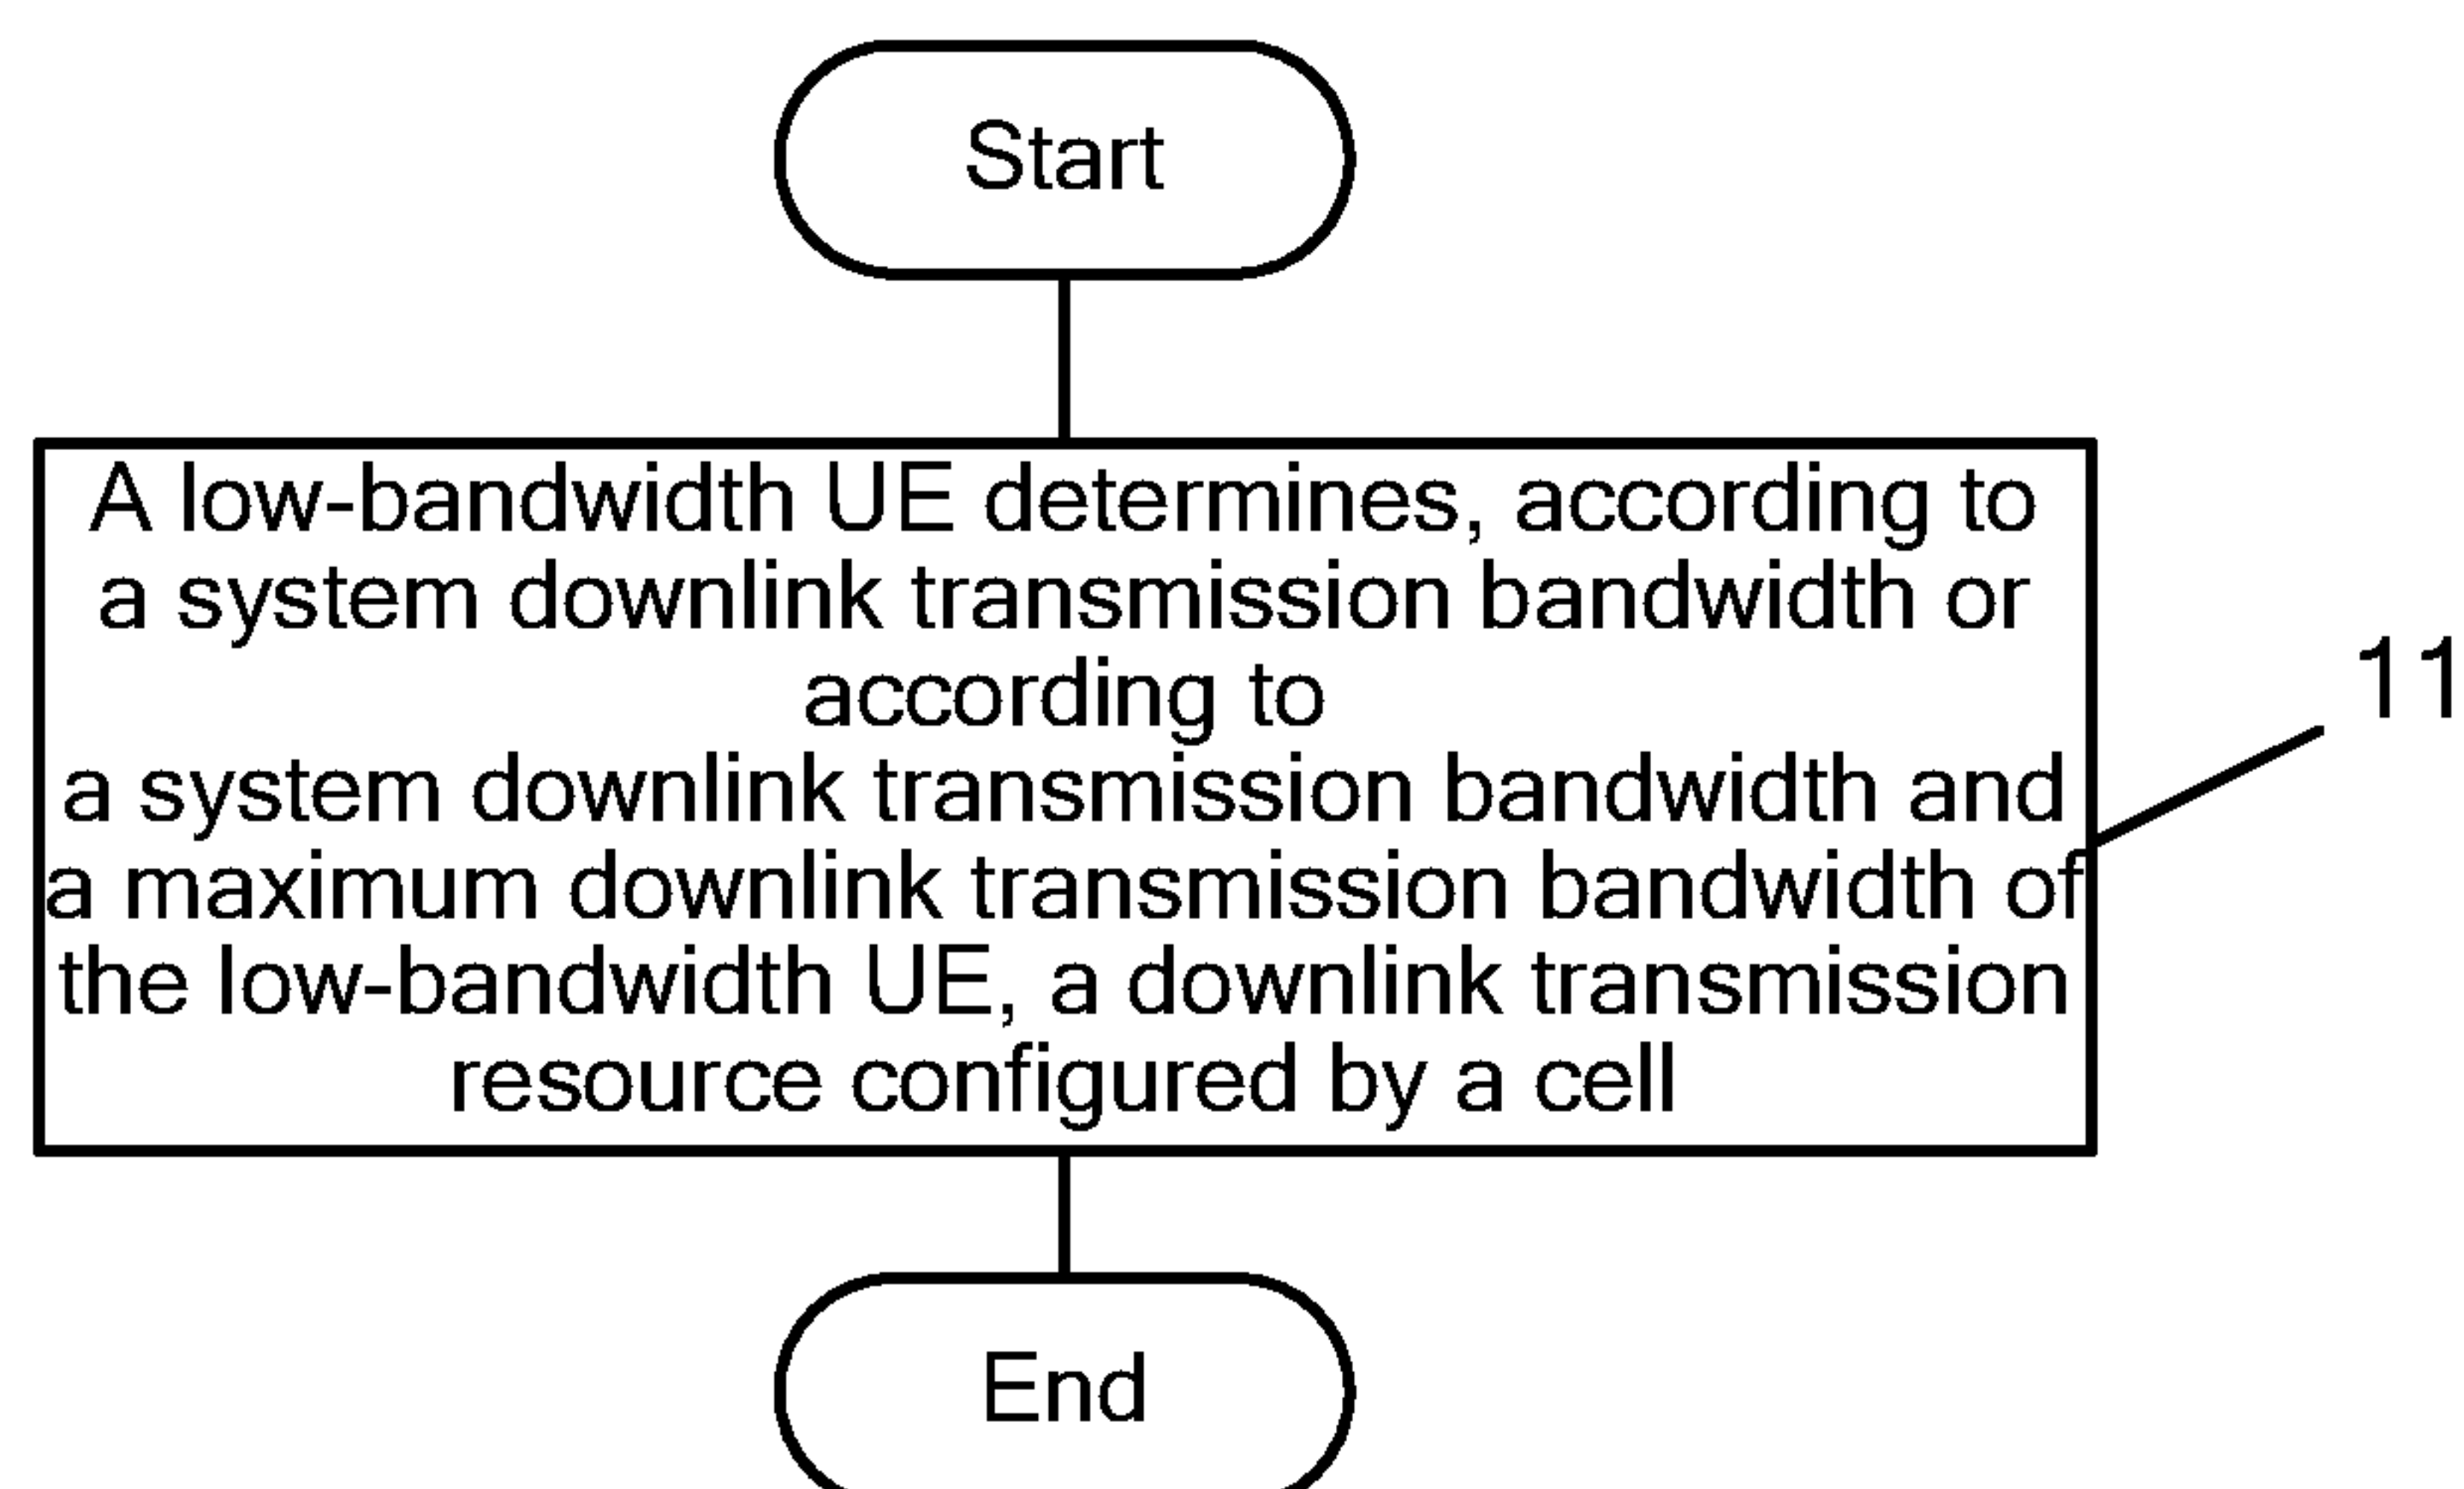 Start
A low-bandwidth UE determines, according to
a system downlink transmission bandwidth or
according to
a system downlink transmission bandwidth and
a maximum downlink transmission bandwidth of
the low-bandwidth UE, a downlink transmission
resource configured by a cell
11
End